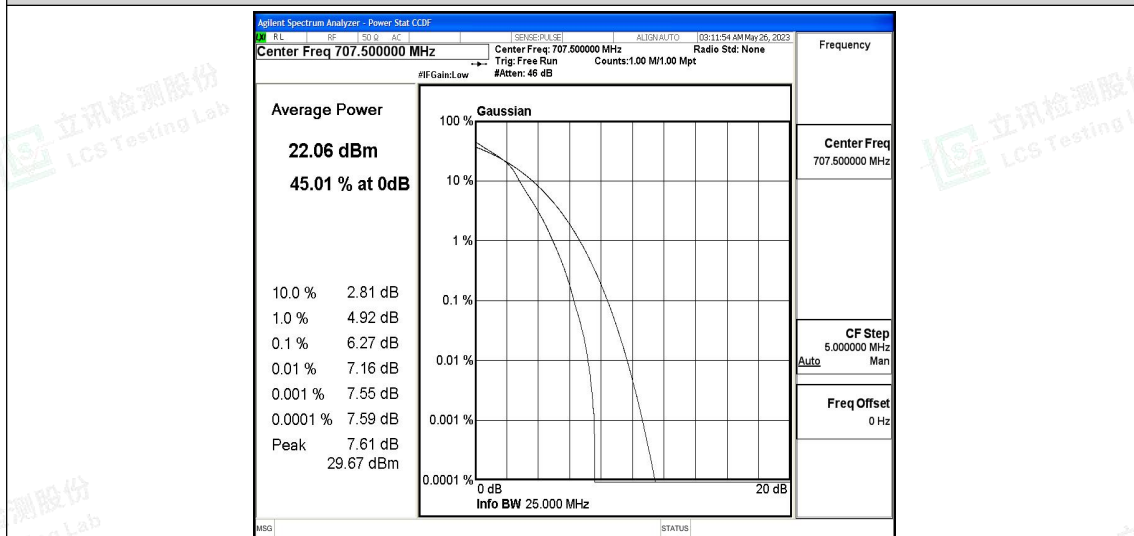 Agilent Spectrum Analyzer - Power Stat CCDF
LXI RL RF 50 Ω AC SENSE:PULSE ALIGN AUTO 03:11:54 AM May 26, 2023
Center Freq 707.500000 MHz
Center Freq: 707.500000 MHz Radio Std: None
Trig: Free Run Counts:1.00 M/1.00 Mpt
#IFGain:Low #Atten: 46 dB
Frequency
Average Power
22.06 dBm
45.01 % at 0dB
10.0 % 2.81 dB
1.0 % 4.92 dB
0.1 % 6.27 dB
0.01 % 7.16 dB
0.001 % 7.55 dB
0.0001 % 7.59 dB
Peak 7.61 dB
29.67 dBm
Gaussian
100 %
10 %
1 %
0.1 %
0.01 %
0.001 %
0.0001 %
0 dB 20 dB
Info BW 25.000 MHz
Center Freq
707.500000 MHz
CF Step
5.000000 MHz
Auto Man
Freq Offset
0 Hz
MSG STATUS
立讯检测股份
LCS Testing Lab
立讯检测股份
LCS Testing L
测股份
g Lab